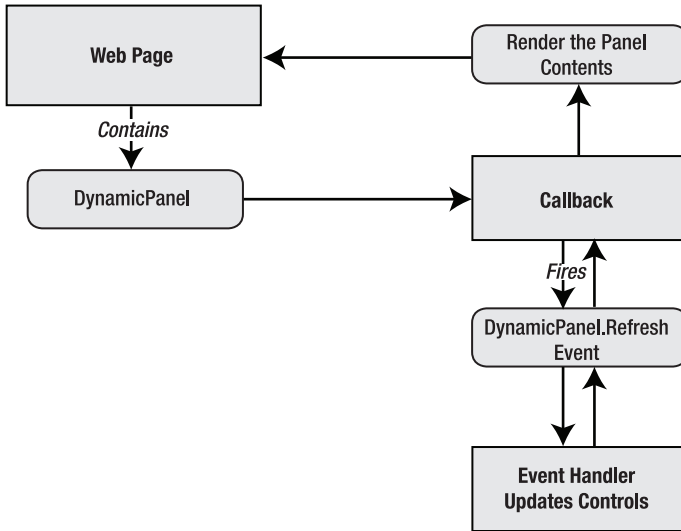 Web Page
Render the Panel
Contents
Contains
DynamicPanel
Callback
Fires
DynamicPanel.Refresh
Event
Event Handler
Updates Controls